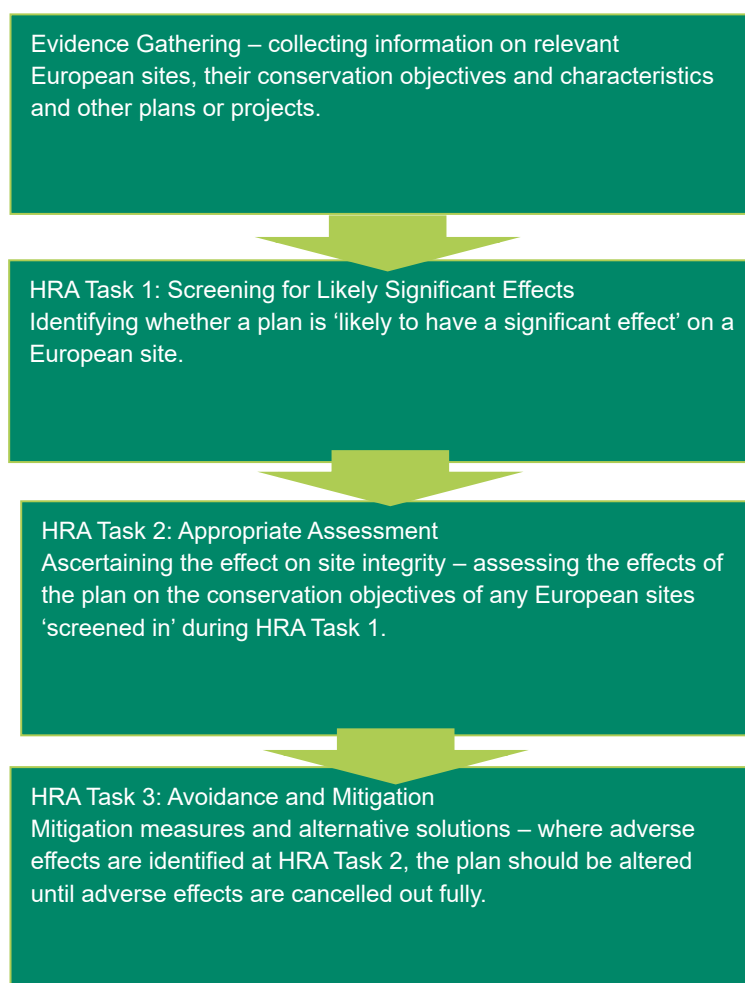 Evidence Gathering – collecting information on relevant
European sites, their conservation objectives and characteristics
and other plans or projects.
HRA Task 1: Screening for Likely Significant Effects
Identifying whether a plan is ‘likely to have a significant effect’ on a
European site.
HRA Task 2: Appropriate Assessment
Ascertaining the effect on site integrity – assessing the effects of
the plan on the conservation objectives of any European sites
‘screened in’ during HRA Task 1.
HRA Task 3: Avoidance and Mitigation
Mitigation measures and alternative solutions – where adverse
effects are identified at HRA Task 2, the plan should be altered
until adverse effects are cancelled out fully.